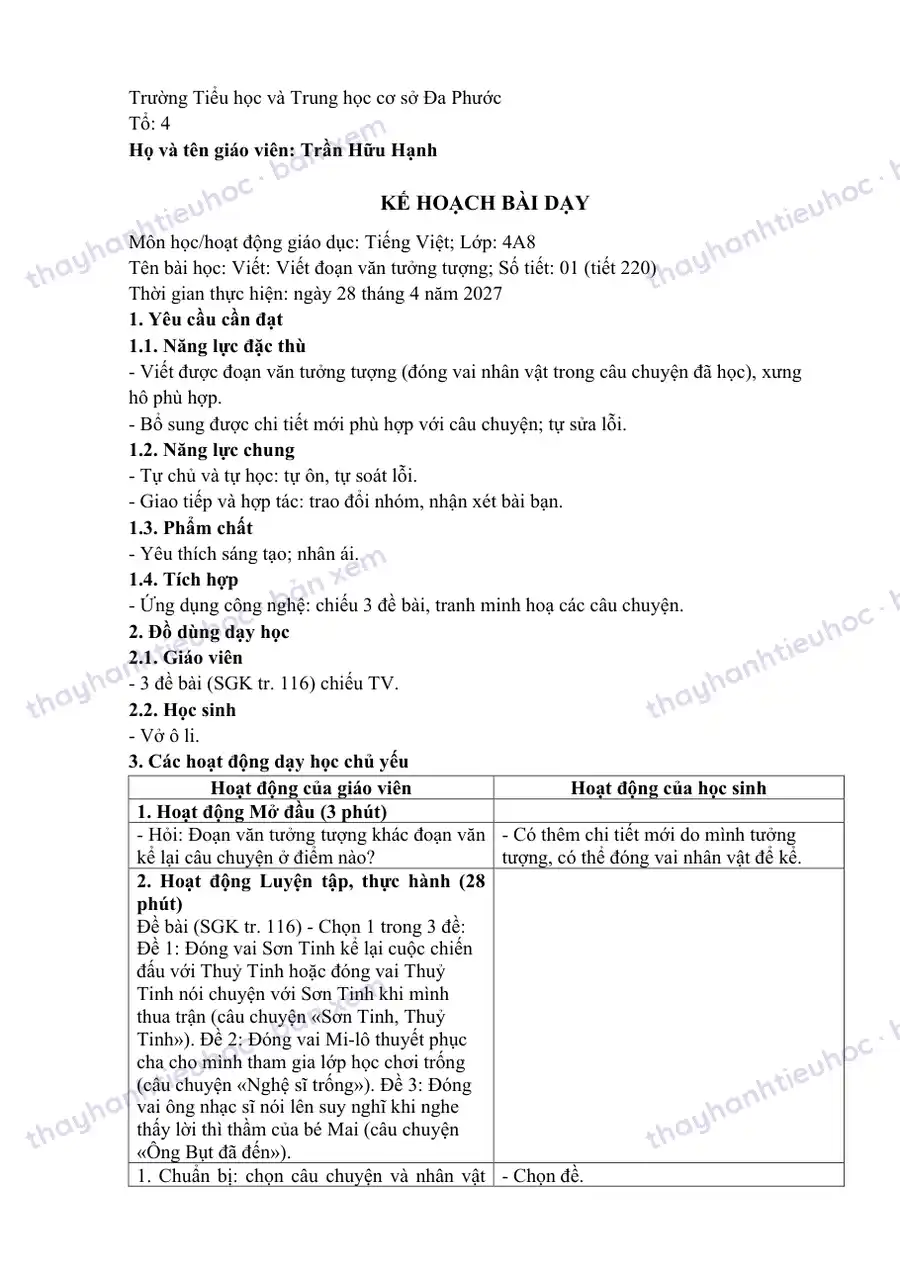 Trường Tiểu học và Trung học cơ sở Đa Phước
Tổ: 4
Họ và tên giáo viên: Trần Hữu Hạnh
KẾ HOẠCH BÀI DẠY
Môn học/hoạt động giáo dục: Tiếng Việt; Lớp: 4A8
Tên bài học: Viết: Viết đoạn văn tưởng tượng; Số tiết: 01 (tiết 220)
Thời gian thực hiện: ngày 28 tháng 4 năm 2027
1. Yêu cầu cần đạt
1.1. Năng lực đặc thù
- Viết được đoạn văn tưởng tượng (đóng vai nhân vật trong câu chuyện đã học), xưng
hô phù hợp.
- Bổ sung được chi tiết mới phù hợp với câu chuyện; tự sửa lỗi.
1.2. Năng lực chung
- Tự chủ và tự học: tự ôn, tự soát lỗi.
- Giao tiếp và hợp tác: trao đổi nhóm, nhận xét bài bạn.
1.3. Phẩm chất
- Yêu thích sáng tạo; nhân ái.
1.4. Tích hợp
- Ứng dụng công nghệ: chiếu 3 đề bài, tranh minh hoạ các câu chuyện.
2. Đồ dùng dạy học
2.1. Giáo viên
- 3 đề bài (SGK tr. 116) chiếu TV.
2.2. Học sinh
- Vở ô li.
3. Các hoạt động dạy học chủ yếu
Hoạt động của giáo viên
Hoạt động của học sinh
1. Hoạt động Mở đầu (3 phút)
- Hỏi: Đoạn văn tưởng tượng khác đoạn văn
kể lại câu chuyện ở điểm nào?
- Có thêm chi tiết mới do mình tưởng
tượng, có thể đóng vai nhân vật để kể.
2. Hoạt động Luyện tập, thực hành (28
phút)
Đề bài (SGK tr. 116) - Chọn 1 trong 3 đề:
Đề 1: Đóng vai Sơn Tinh kể lại cuộc chiến
đấu với Thuỷ Tinh hoặc đóng vai Thuỷ
Tinh nói chuyện với Sơn Tinh khi mình
thua trận (câu chuyện «Sơn Tinh, Thuỷ
Tinh»). Đề 2: Đóng vai Mi-lô thuyết phục
cha cho mình tham gia lớp học chơi trống
(câu chuyện «Nghệ sĩ trống»). Đề 3: Đóng
vai ông nhạc sĩ nói lên suy nghĩ khi nghe
thấy lời thì thầm của bé Mai (câu chuyện
«Ông Bụt đã đến»).
1. Chuẩn bị: chọn câu chuyện và nhân vật
- Chọn đề.
thayhanhtieuhoc · bản xem
thayhanhtieuhoc · b
thayhanhtieuhoc · bản xem
thayhanhtieuhoc · b
thayhanhtieuhoc · bản xem
thayhanhtieuhoc · b